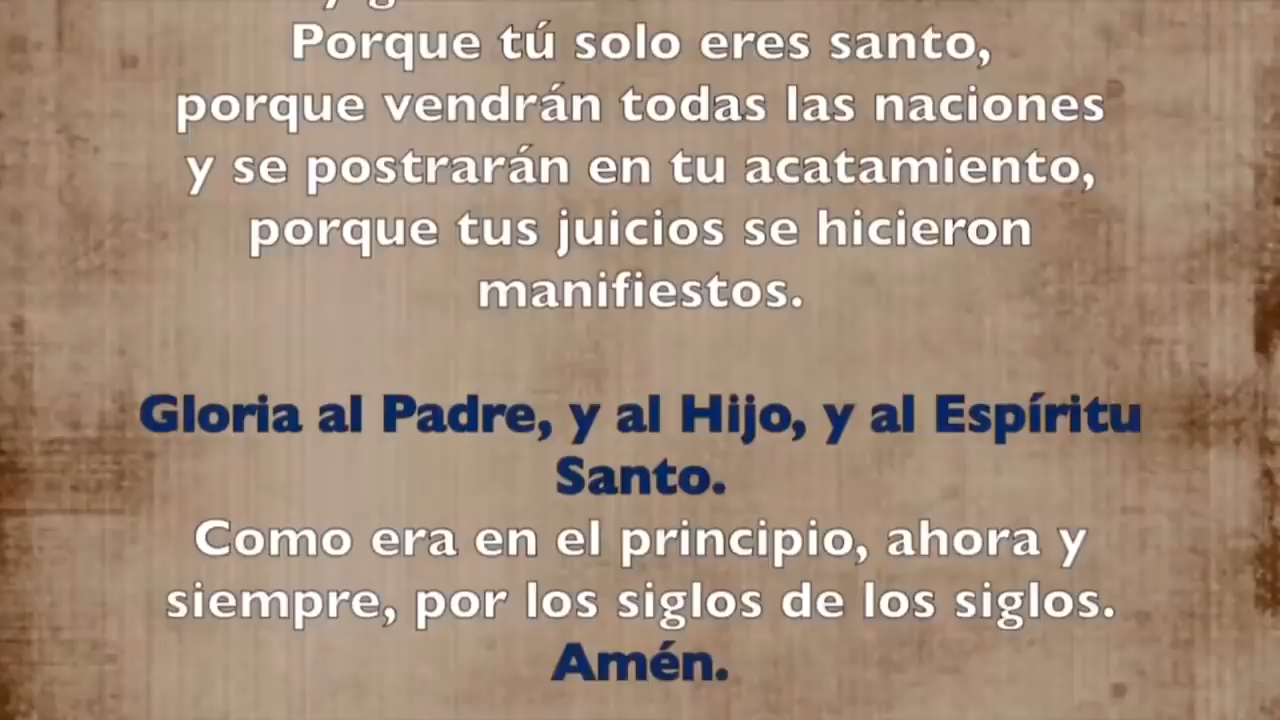 Porque tú solo eres santo,
porque vendrán todas las naciones
y se postrarán en tu acatamiento,
porque tus juicios se hicieron
manifiestos.
Gloria al Padre, y al Hijo, y al Espíritu
Santo.
Como era en el principio, ahora y
siempre, por los siglos de los siglos.
Amén.